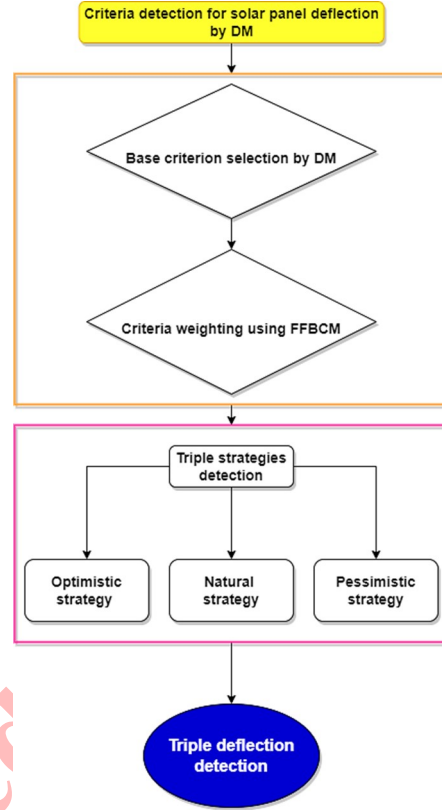 Criteria detection for solar panel deflection
by DM
Base criterion selection by DM
Criteria weighting using FFBCM
Triple strategies
detection
Optimistic
strategy
Natural
strategy
Pessimistic
strategy
Triple deflection
detection